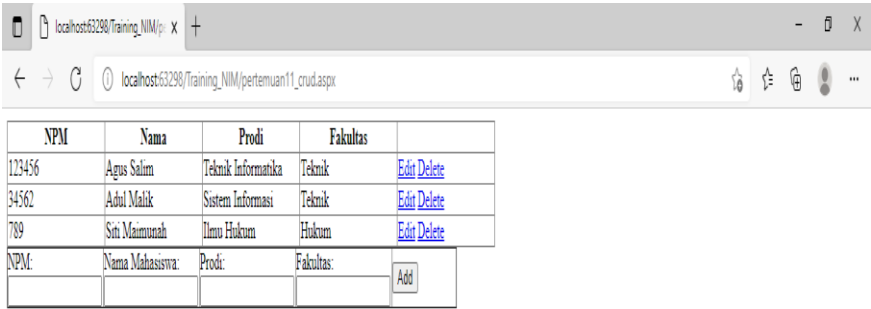 localhost:63298/Training_NIM/pe
localhost:63298/Training_NIM/pertemuan11_crud.aspx
NPM Nama Prodi Fakultas
123456 Agus Salim Teknik Informatika Teknik Edit Delete
34562 Adul Malik Sistem Informasi Teknik Edit Delete
789 Siti Maimunah Ilmu Hukum Hukum Edit Delete
NPM: Nama Mahasiswa: Prodi: Fakultas: Add